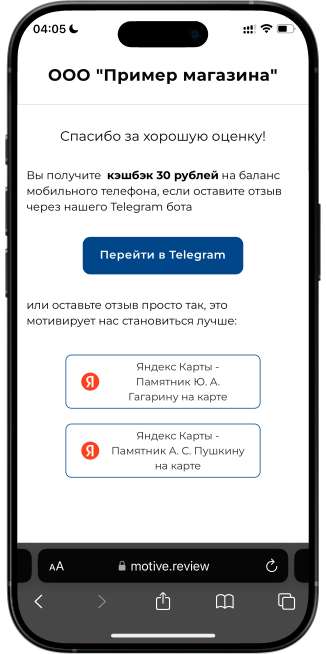 04:05
ООО "Пример магазина"
Спасибо за хорошую оценку!
Вы получите кэшбэк 30 рублей на баланс
мобильного телефона, если оставите отзыв
через нашего Telegram бота
Перейти в Telegram
или оставьте отзыв просто так, это
мотивирует нас становиться лучше:
Яндекс Карты -
Памятник Ю. А.
Гагарину на карте
Я
Яндекс Карты -
Памятник А. С. Пушкину
на карте
Я
AA
motive.review